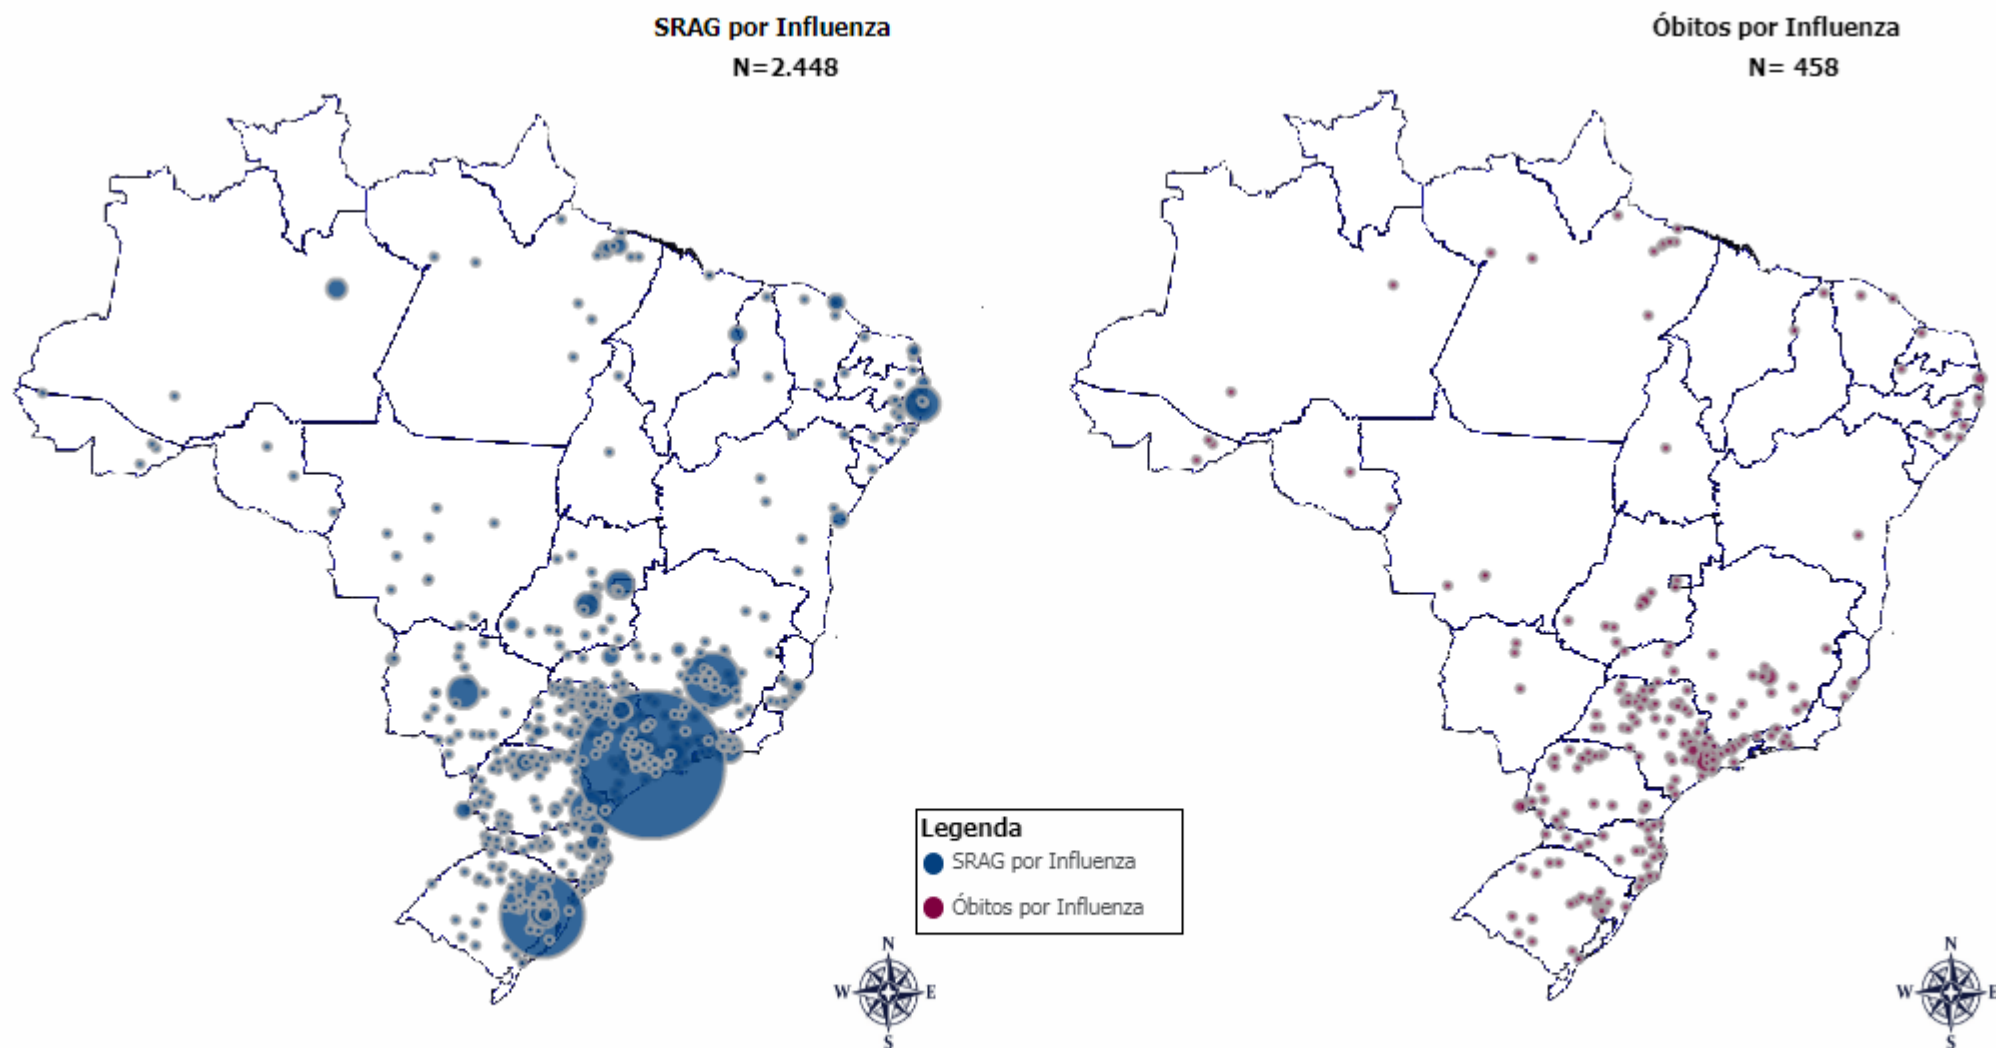 SRAG por Influenza
N=2.448
Óbitos por Influenza
N= 458
Legenda
SRAG por Influenza
Óbitos por Influenza
N
W E
S
N
W E
S